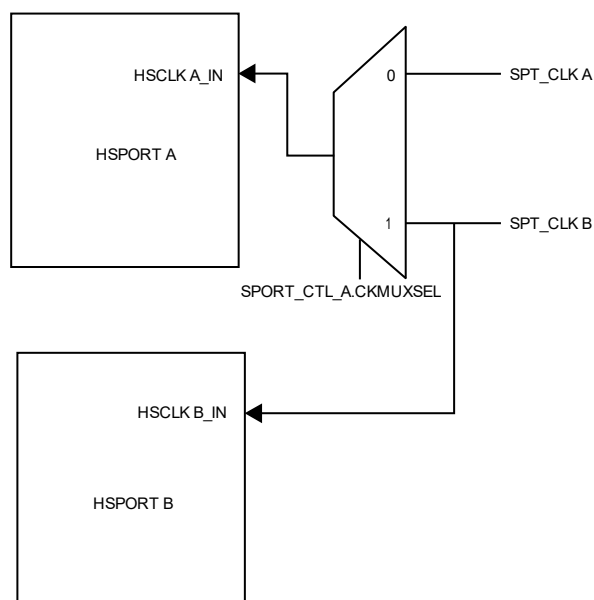 HSCLK A_IN
0
SPT_CLK A
HSPORT A
1
SPT_CLK B
SPORT_CTL_A.CKMUXSEL
HSCLK B_IN
HSPORT B